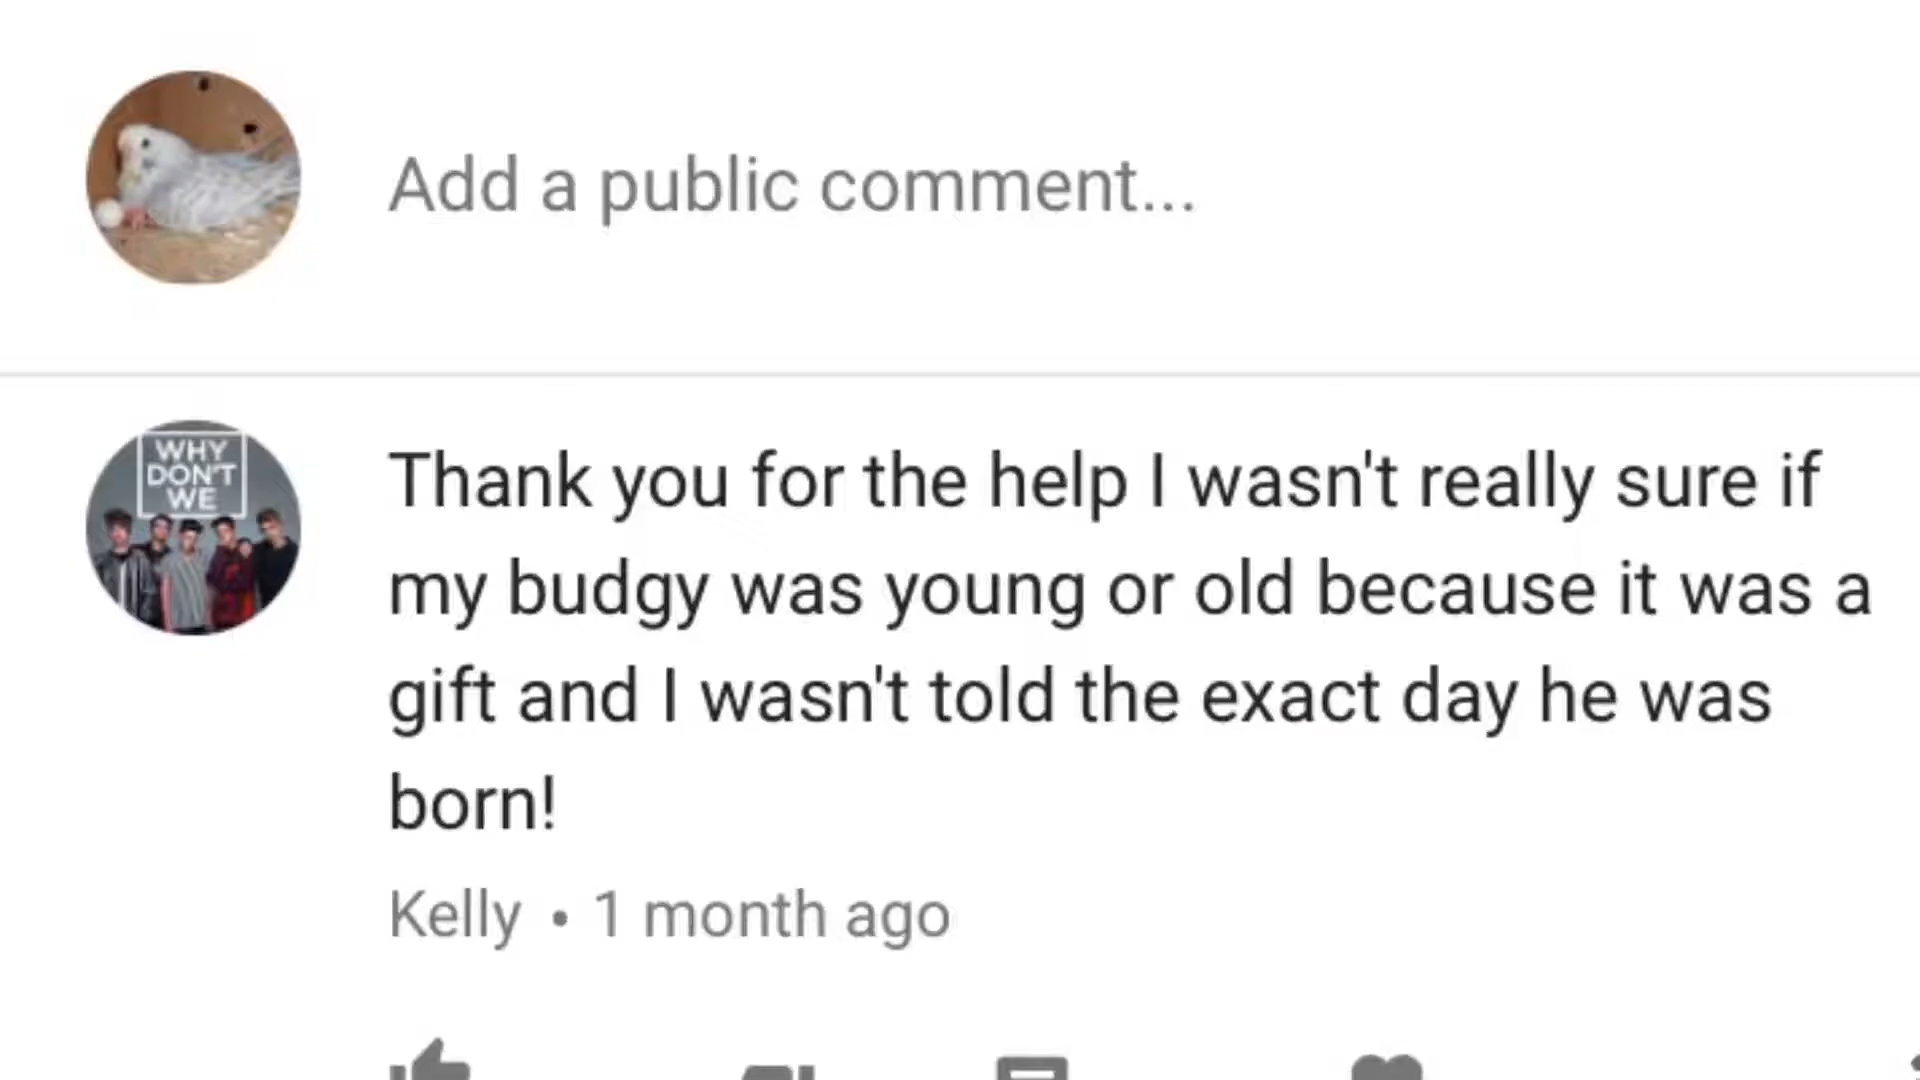 Add a public comment...
WHY
DON'T
WE
Thank you for the help I wasn't really sure if
my budgy was young or old because it was a
gift and I wasn't told the exact day he was
born!
Kelly • 1 month ago